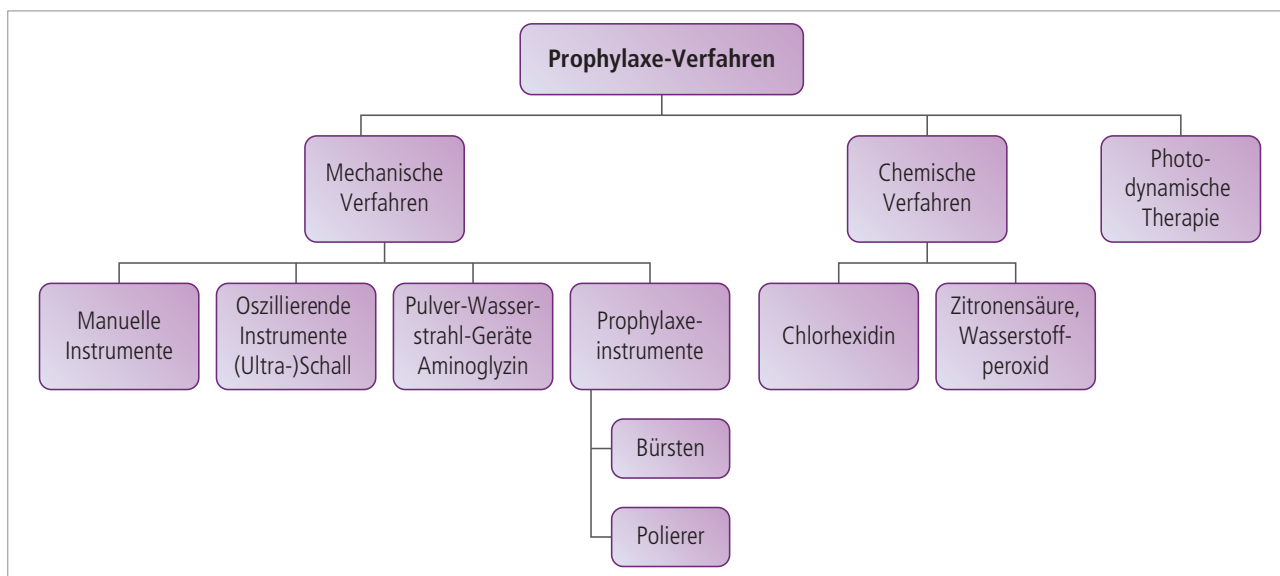 Prophylaxe-Verfahren
Mechanische
Verfahren
Chemische
Verfahren
Photo-
dynamische
Therapie
Manuelle
Instrumente
Oszillierende
Instrumente
(Ultra-)Schall
Pulver-Wasser-
strahl-Geräte
Aminoglyzin
Prophylaxe-
instrumente
Chlorhexidin
Zitronensäure,
Wasserstoff-
peroxid
Bürsten
Polierer